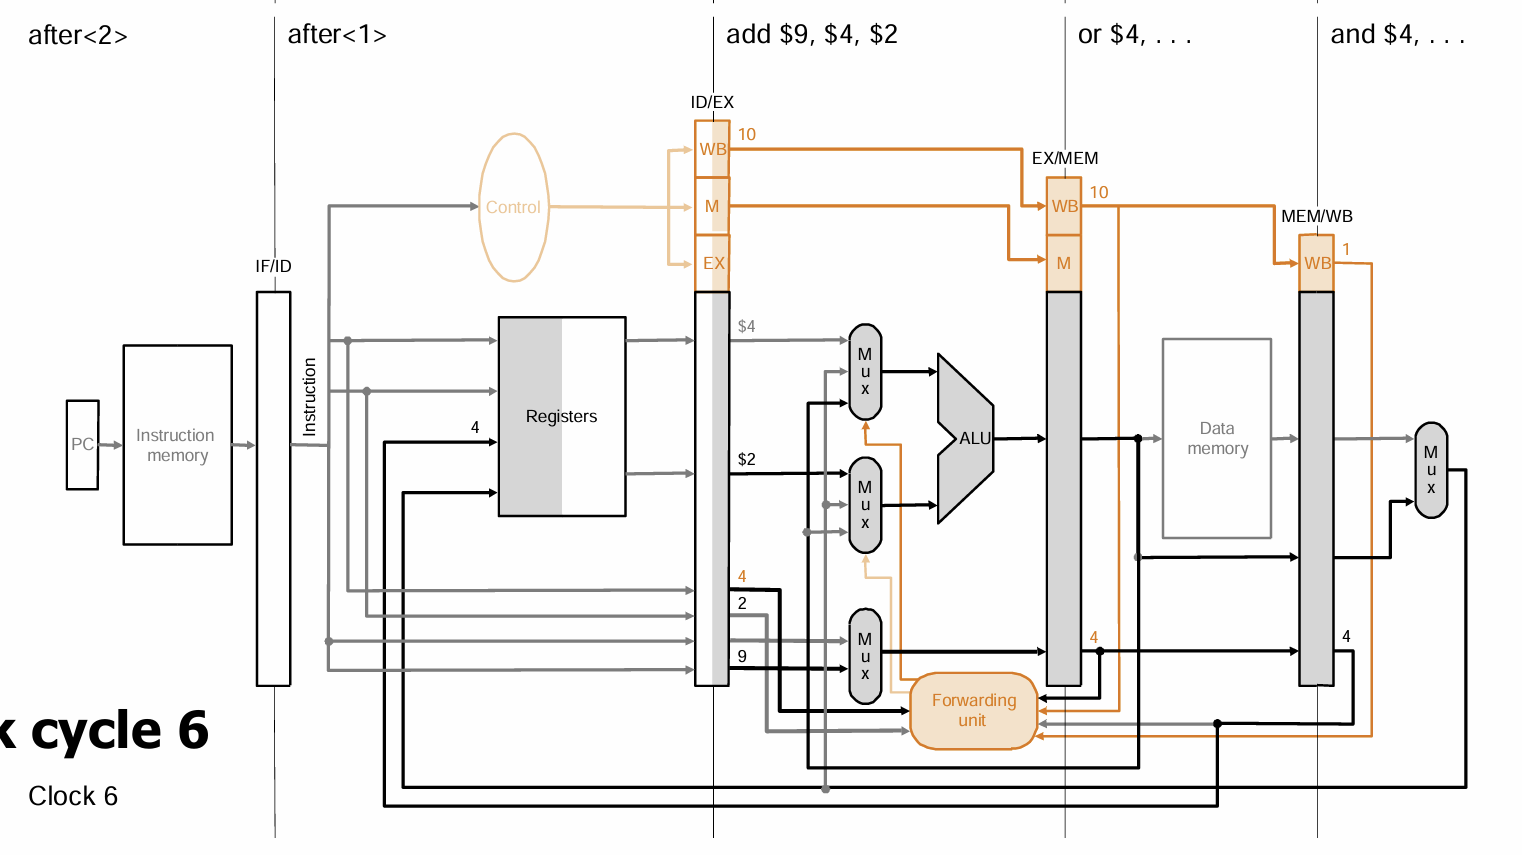 after<2>
after<1>
add $9, $4, $2
or $4, . . .
and $4, . . .
ID/EX
10
WB
EX/MEM
10
M
Control
WB
MEM/WB
1
IF/ID
EX
M
WB
$4
M
u
x
Instruction
Registers
4
PC
Instruction
memory
ALU
Data
memory
M
u
x
$2
M
u
x
4
2
9
M
u
x
4
4
Forwarding
unit
k cycle 6
Clock 6